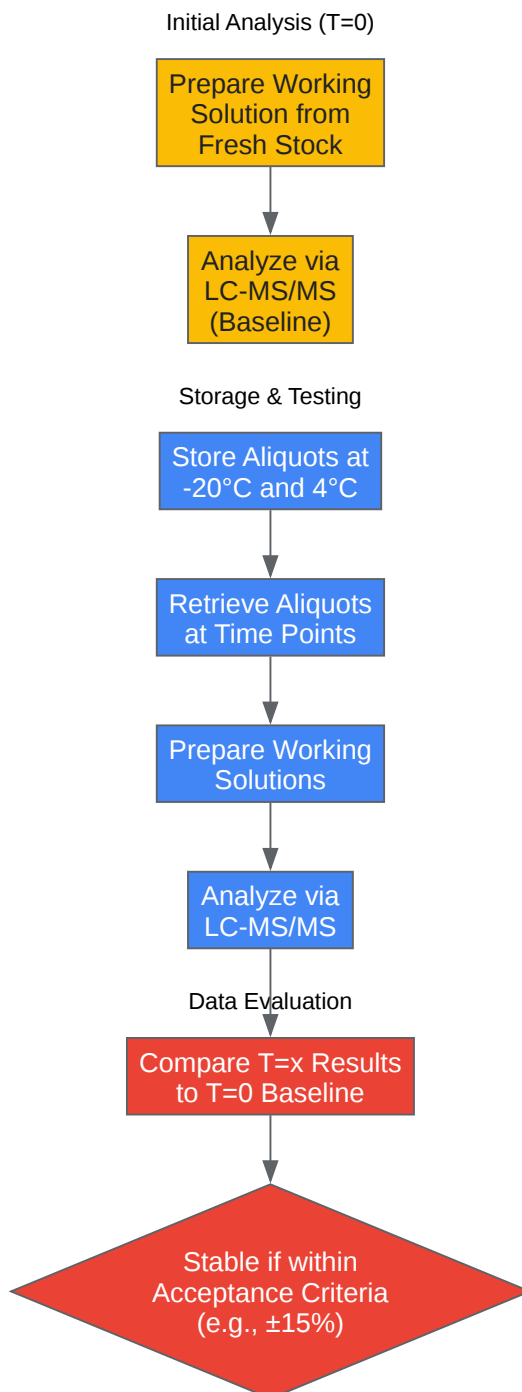 Initial Analysis (T=0)
Prepare Working
Solution from
Fresh Stock
Analyze via
LC-MS/MS
(Baseline)
Storage & Testing
Store Aliquots at
-20°C and 4°C
Retrieve Aliquots
at Time Points
Prepare Working
Solutions
Analyze via
LC-MS/MS
Data Evaluation
Compare T=x Results
to T=0 Baseline
Stable if within
Acceptance Criteria
(e.g., ±15%)